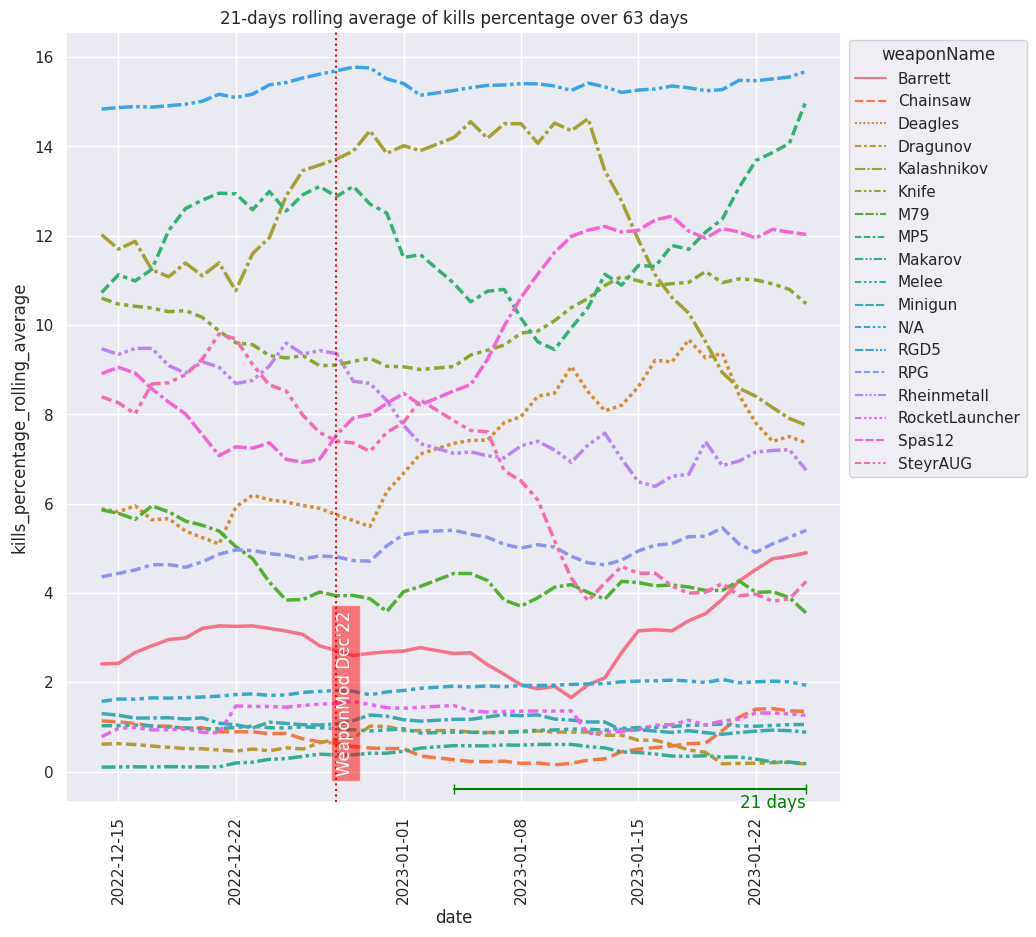 21-days rolling average of kills percentage over 63 days
kills_percentage_rolling_average
16
14
12
10
8
6
4
2
0
WeaponMod Dec'22
21 days
2022-12-15
2022-12-22
2023-01-01
2023-01-08
2023-01-15
2023-01-22
date
weaponName
Barrett
Chainsaw
Deagles
Dragunov
Kalashnikov
Knife
M79
MP5
Makarov
Melee
Minigun
N/A
RGD5
RPG
Rheinmetall
RocketLauncher
Spas12
SteyrAUG